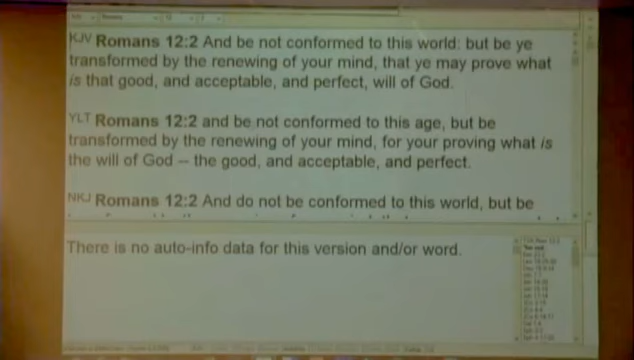 KJV Romans 12:2 And be not conformed to this world: but be ye
transformed by the renewing of your mind, that ye may prove what
is that good, and acceptable, and perfect, will of God.
YLT Romans 12:2 and be not conformed to this age, but be
transformed by the renewing of your mind, for your proving what is
the will of God -- the good, and acceptable, and perfect.
NKJ Romans 12:2 And do not be conformed to this world, but be
There is no auto-info data for this version and/or word.